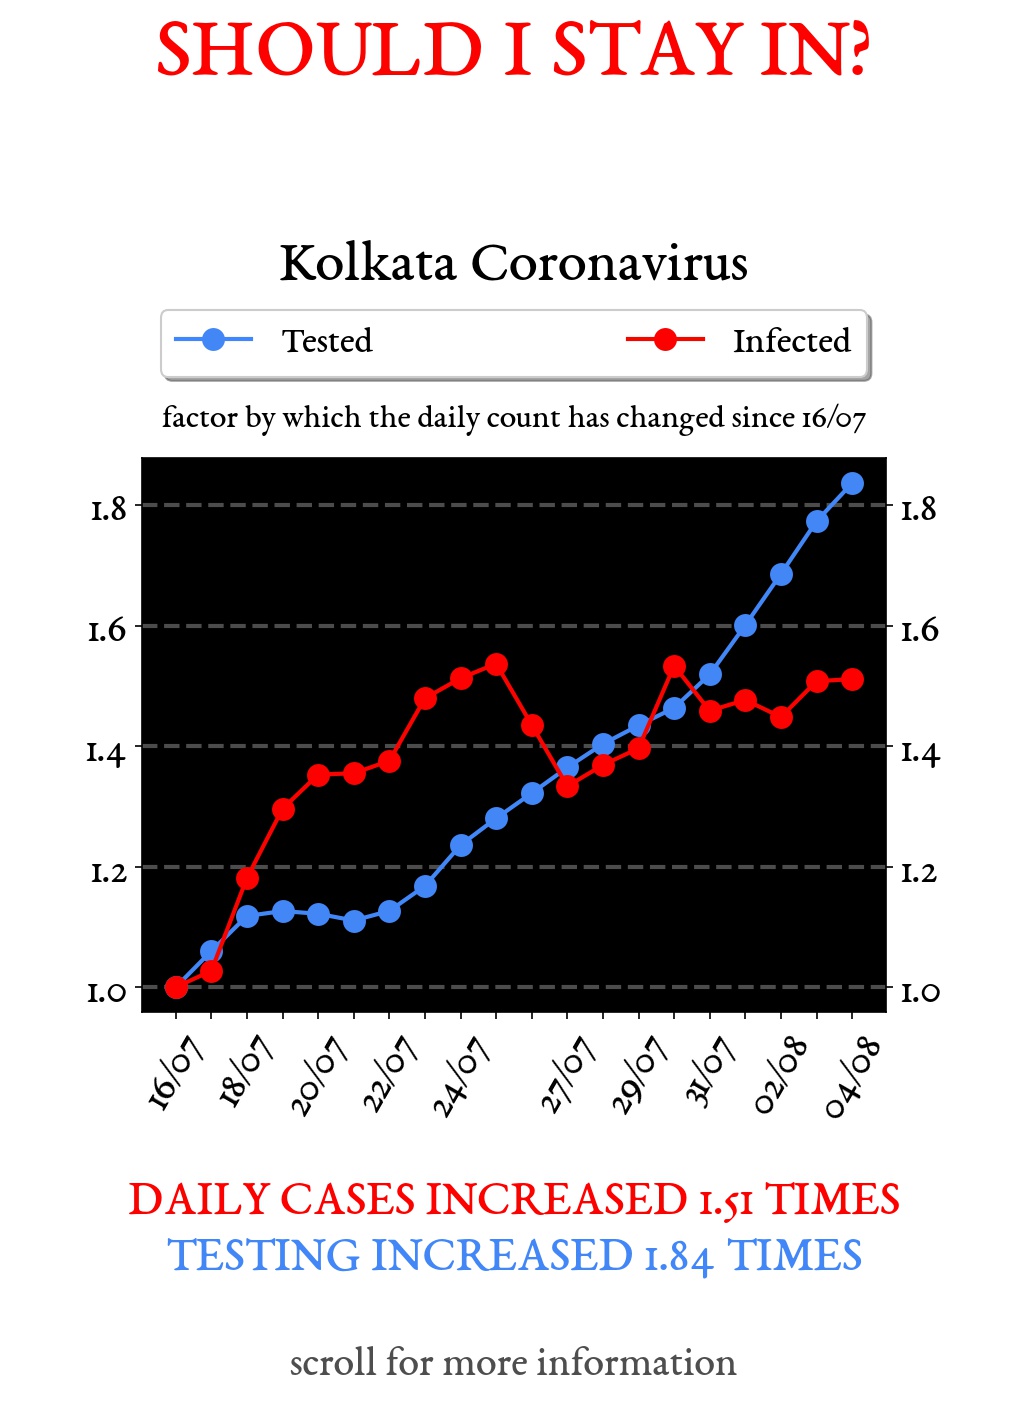 SHOULD I STAY IN?
Kolkata Coronavirus
Tested Infected
factor by which the daily count has changed since 16/07
1.8 1.8
1.6 1.6
1.4 1.4
1.2 1.2
1.0 1.0
16/07 18/07 20/07 22/07 24/07 27/07 29/07 31/07 02/08 04/08
DAILY CASES INCREASED 1.51 TIMES
TESTING INCREASED 1.84 TIMES
scroll for more information